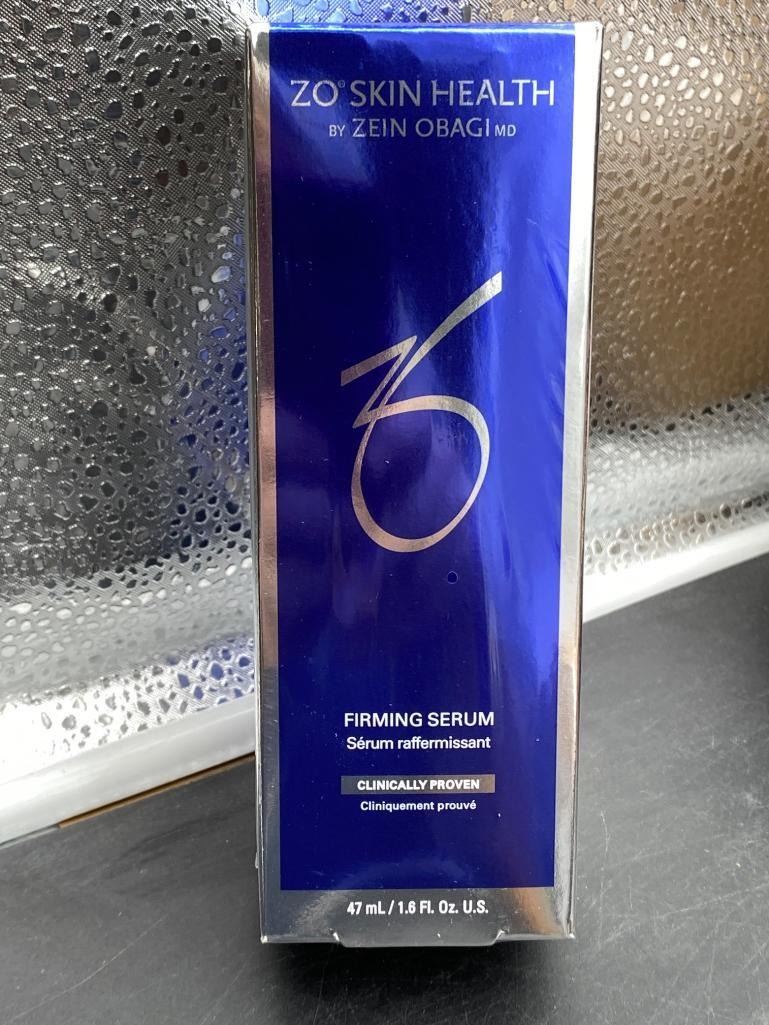 ZO® SKIN HEALTH
BY ZEIN OBAGI MD
ZO
FIRMING SERUM
Sérum raffermissant
CLINICALLY PROVEN
Cliniquement prouvé
47 mL / 1.6 Fl. Oz. U.S.